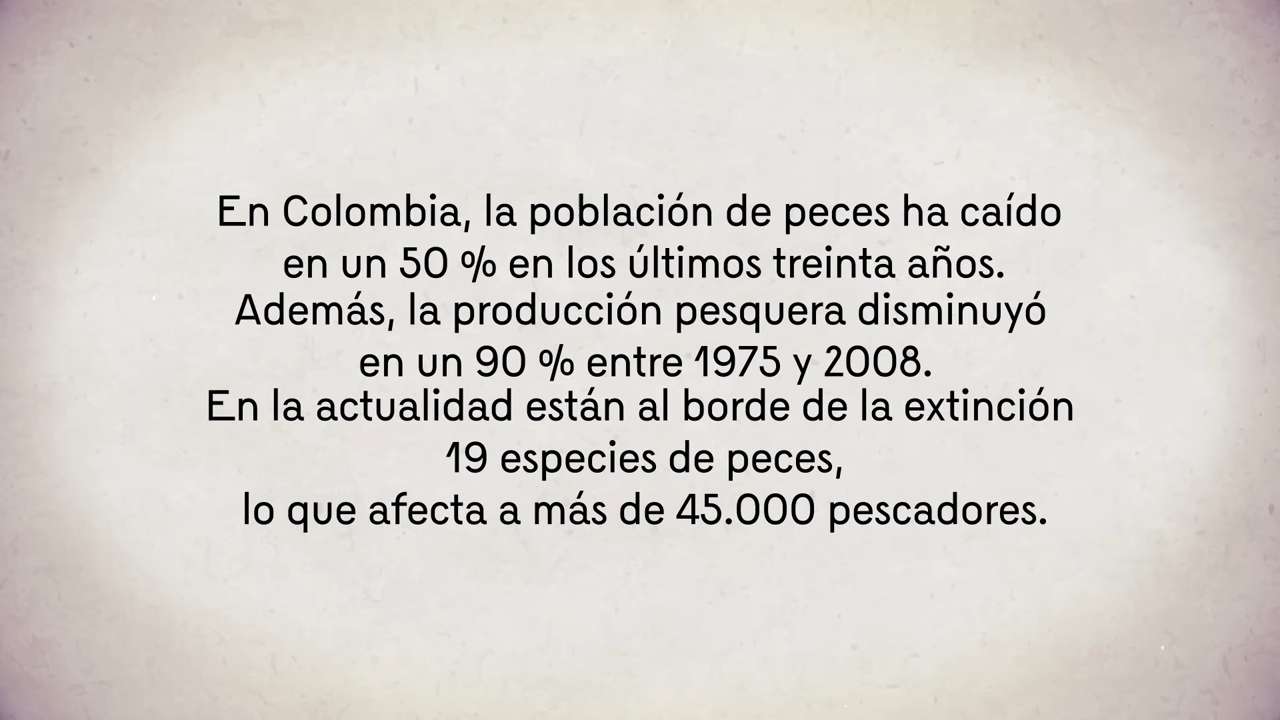 En Colombia, la población de peces ha caído
en un 50 % en los últimos treinta años.
Además, la producción pesquera disminuyó
en un 90 % entre 1975 y 2008.
En la actualidad están al borde de la extinción
19 especies de peces,
lo que afecta a más de 45.000 pescadores.